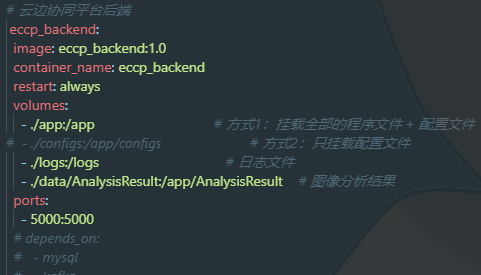 # 云边协同平台后端
eccp_backend:
image: eccp_backend:1.0
container_name: eccp_backend
restart: always
volumes:
- ./app:/app # 方式1：挂载全部的程序文件 + 配置文件
# - ./configs:/app/configs # 方式2：只挂载配置文件
- ./logs:/logs # 日志文件
- ./data/AnalysisResult:/app/AnalysisResult # 图像分析结果
ports:
- 5000:5000
# depends_on:
# - mysql